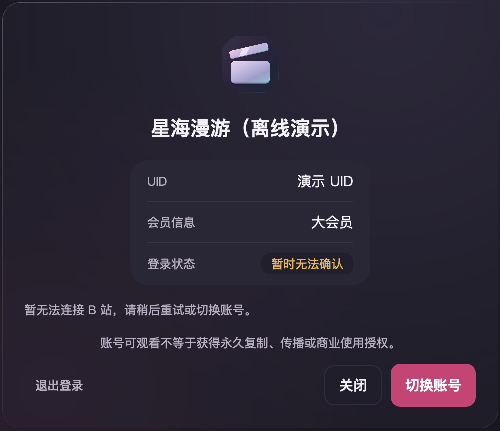 星海漫游（离线演示）
UID 演示 UID
会员信息 大会员
登录状态 暂时无法确认
暂无法连接 B 站，请稍后重试或切换账号。
账号可观看不等于获得永久复制、传播或商业使用授权。
退出登录 关闭 切换账号